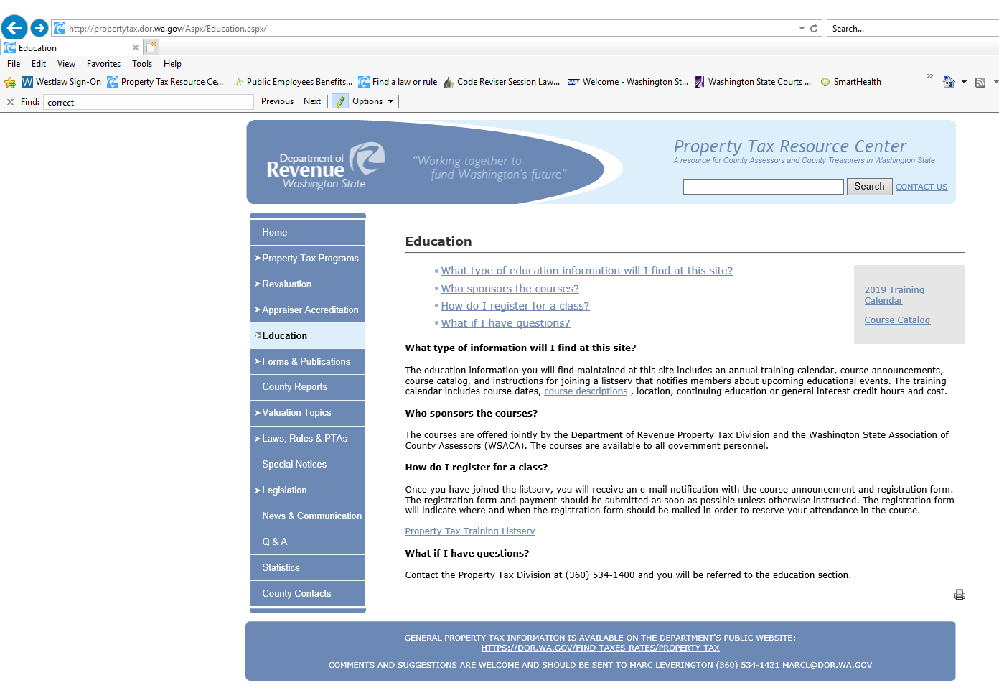 http://propertytax.dor.wa.gov/Aspx/Education.aspx/
Search...
Education
File Edit View Favorites Tools Help
Westlaw Sign-On Property Tax Resource Ce... Public Employees Benefits... Find a law or rule Code Reviser Session Law... Welcome - Washington St... Washington State Courts ... SmartHealth »
x Find: correct Previous Next Options
Department of
Revenue
Washington State
“Working together to
fund Washington’s future”
Property Tax Resource Center
A resource for County Assessors and County Treasurers in Washington State
Search CONTACT US
Home
Property Tax Programs
Revaluation
Appraiser Accreditation
Education
Forms & Publications
County Reports
Valuation Topics
Laws, Rules & PTAs
Special Notices
Legislation
News & Communication
Q & A
Statistics
County Contacts
Education
What type of education information will I find at this site?
Who sponsors the courses?
How do I register for a class?
What if I have questions?
2019 Training
Calendar
Course Catalog
What type of information will I find at this site?
The education information you will find maintained at this site includes an annual training calendar, course announcements,
course catalog, and instructions for joining a listserv that notifies members about upcoming educational events. The training
calendar includes course dates, course descriptions , location, continuing education or general interest credit hours and cost.
Who sponsors the courses?
The courses are offered jointly by the Department of Revenue Property Tax Division and the Washington State Association of
County Assessors (WSACA). The courses are available to all government personnel.
How do I register for a class?
Once you have joined the listserv, you will receive an e-mail notification with the course announcement and registration form.
The registration form and payment should be submitted as soon as possible unless otherwise instructed. The registration form
will indicate where and when the registration form should be mailed in order to reserve your attendance in the course.
Property Tax Training Listserv
What if I have questions?
Contact the Property Tax Division at (360) 534-1400 and you will be referred to the education section.
GENERAL PROPERTY TAX INFORMATION IS AVAILABLE ON THE DEPARTMENT'S PUBLIC WEBSITE:
HTTPS://DOR.WA.GOV/FIND-TAXES-RATES/PROPERTY-TAX
COMMENTS AND SUGGESTIONS ARE WELCOME AND SHOULD BE SENT TO MARC LEVERINGTON (360) 534-1421 MARCL@DOR.WA.GOV